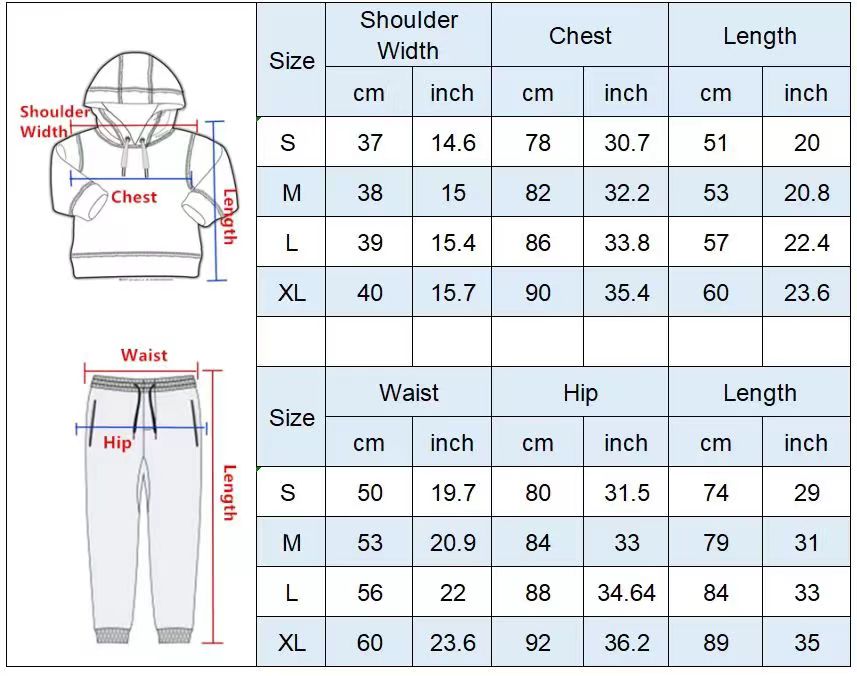 Shoulder
Width
Chest
Length
Waist
Hip
Length
Size Shoulder Width Chest Length
cm inch cm inch cm inch
S 37 14.6 78 30.7 51 20
M 38 15 82 32.2 53 20.8
L 39 15.4 86 33.8 57 22.4
XL 40 15.7 90 35.4 60 23.6
Size Waist Hip Length
cm inch cm inch cm inch
S 50 19.7 80 31.5 74 29
M 53 20.9 84 33 79 31
L 56 22 88 34.64 84 33
XL 60 23.6 92 36.2 89 35